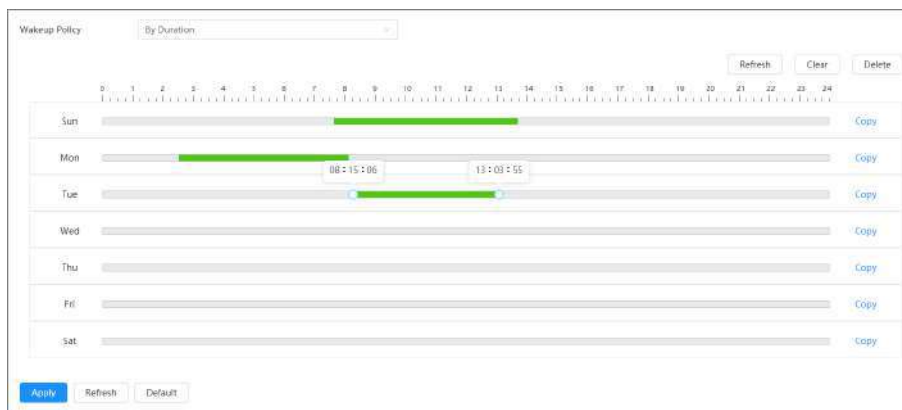 Wakeup Policy By Duration
Refresh Clear Delete
0 1 2 3 4 5 6 7 8 9 10 11 12 13 14 15 16 17 18 19 20 21 22 23 24
Sun Copy
Mon Copy
08:15:06 13:03:55
Tue Copy
Wed Copy
Thu Copy
Fri Copy
Sat Copy
Apply Refresh Default